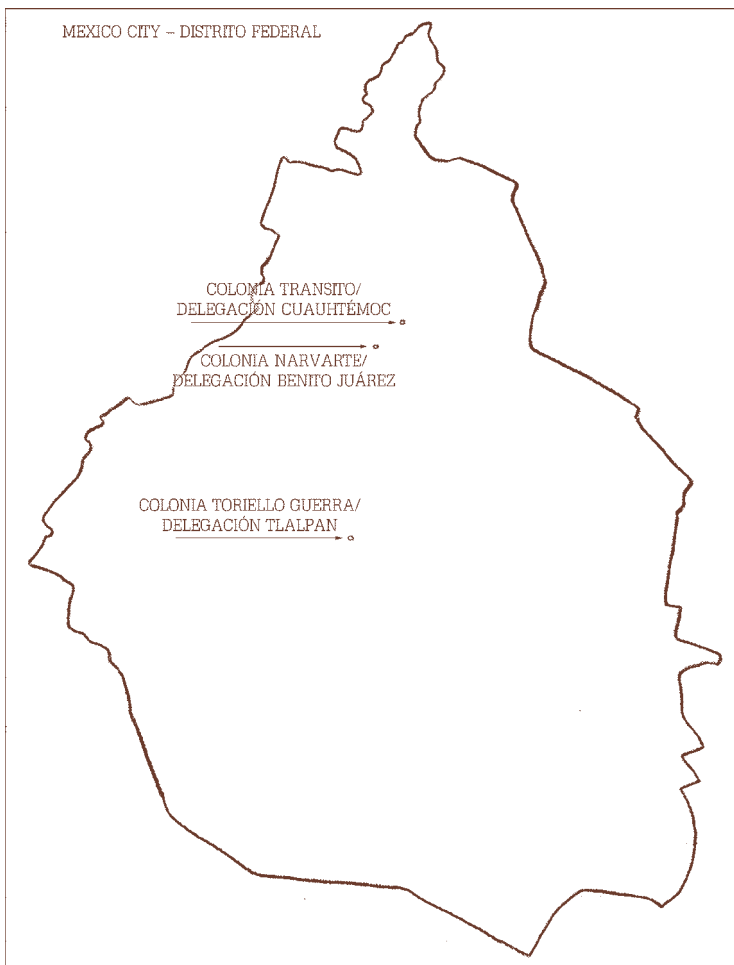 MEXICO CITY – DISTRITO FEDERAL
COLONIA TRANSITO/
DELEGACIÓN CUAUHTÉMOC
COLONIA NARVARTE/
DELEGACIÓN BENITO JUÁREZ
COLONIA TORIELLO GUERRA/
DELEGACIÓN TLALPAN